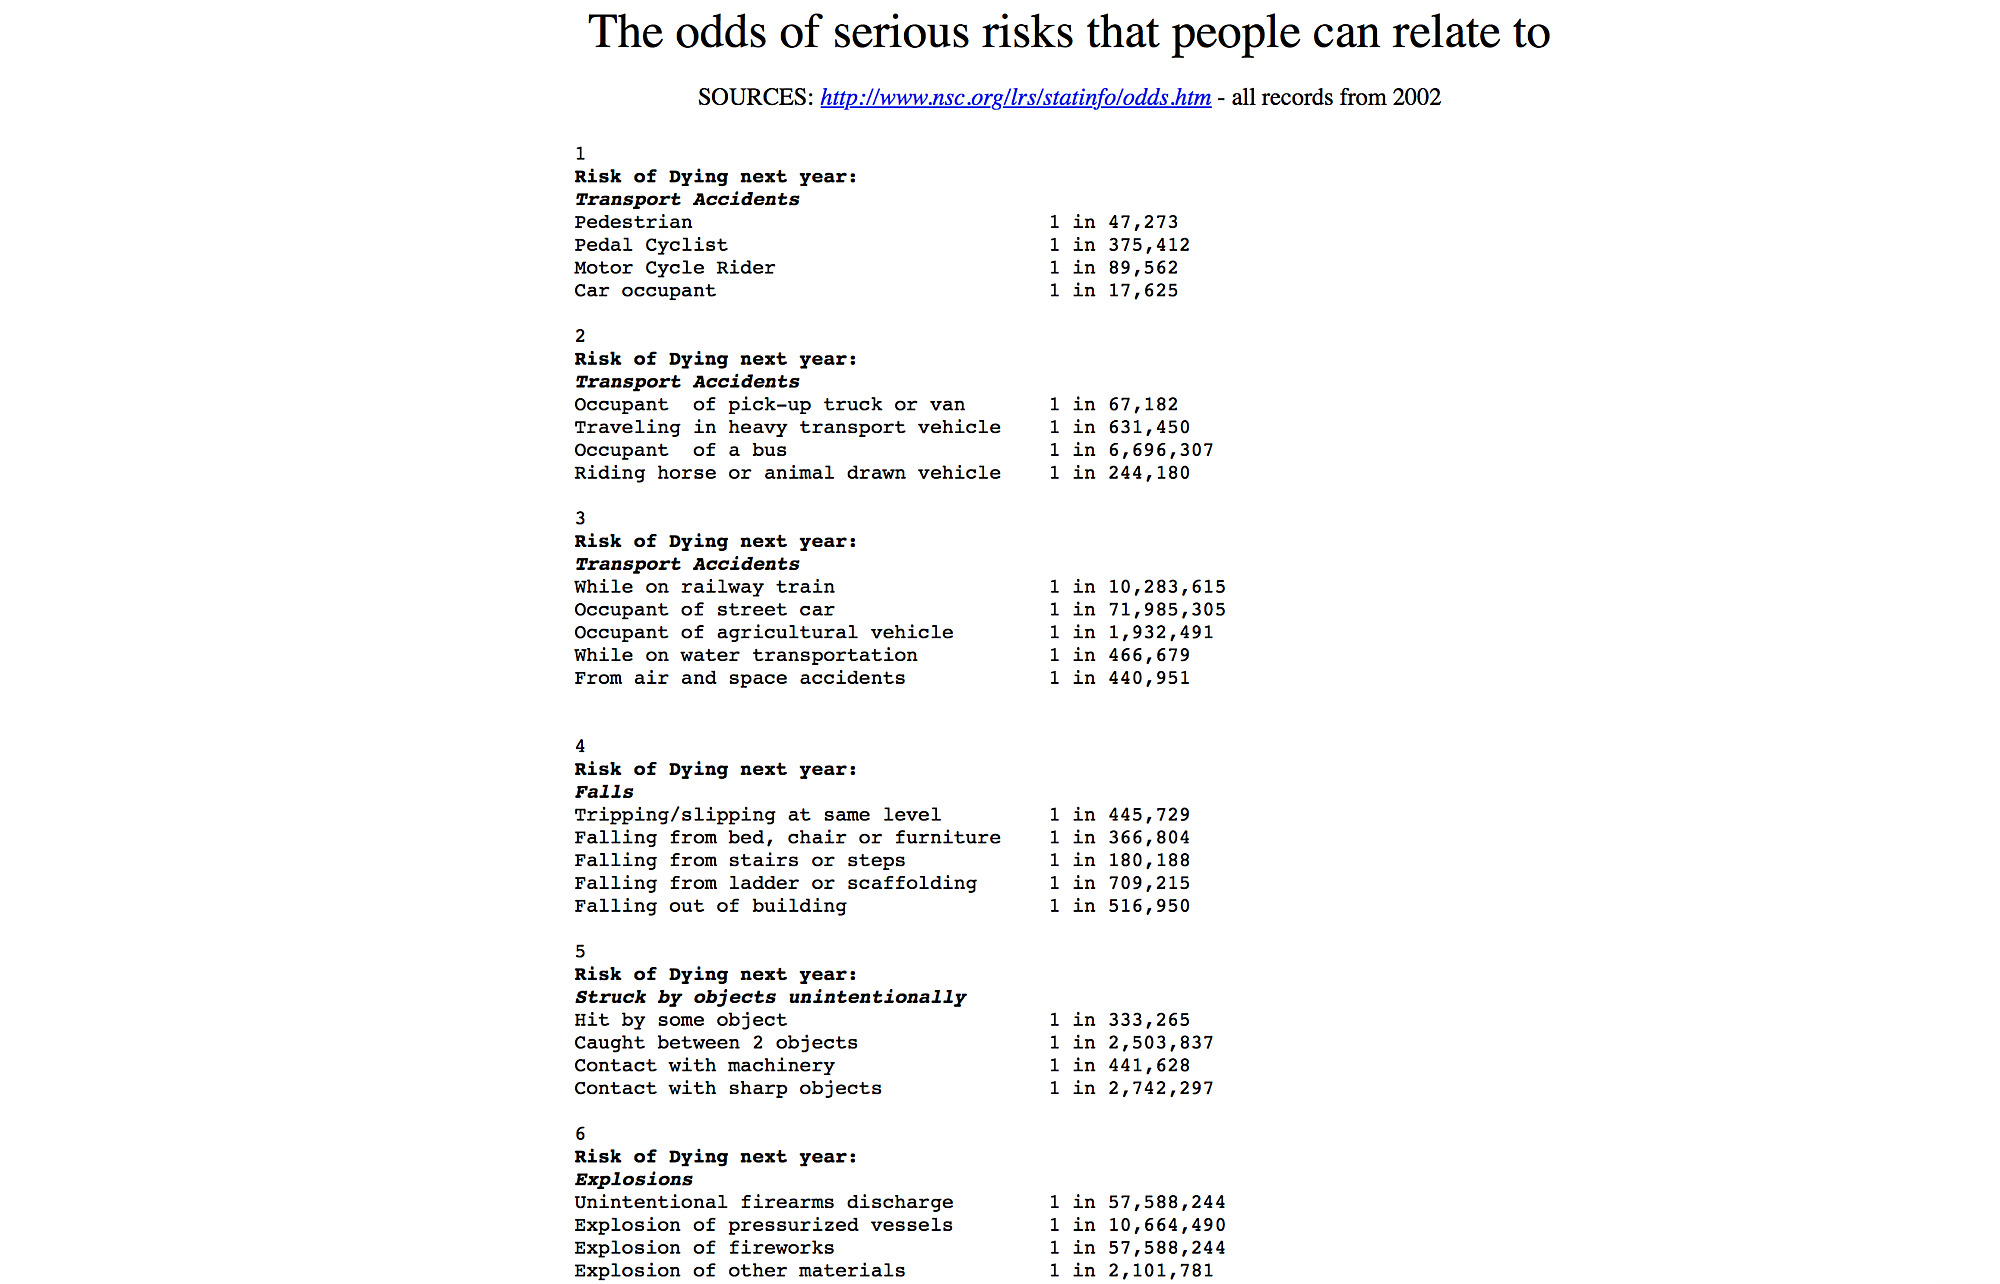 The odds of serious risks that people can relate to
SOURCES: http://www.nsc.org/lrs/statinfo/odds.htm - all records from 2002
1
Risk of Dying next year:
Transport Accidents
Pedestrian 1 in 47,273
Pedal Cyclist 1 in 375,412
Motor Cycle Rider 1 in 89,562
Car occupant 1 in 17,625
2
Risk of Dying next year:
Transport Accidents
Occupant of pick-up truck or van 1 in 67,182
Traveling in heavy transport vehicle 1 in 631,450
Occupant of a bus 1 in 6,696,307
Riding horse or animal drawn vehicle 1 in 244,180
3
Risk of Dying next year:
Transport Accidents
While on railway train 1 in 10,283,615
Occupant of street car 1 in 71,985,305
Occupant of agricultural vehicle 1 in 1,932,491
While on water transportation 1 in 466,679
From air and space accidents 1 in 440,951
4
Risk of Dying next year:
Falls
Tripping/slipping at same level 1 in 445,729
Falling from bed, chair or furniture 1 in 366,804
Falling from stairs or steps 1 in 180,188
Falling from ladder or scaffolding 1 in 709,215
Falling out of building 1 in 516,950
5
Risk of Dying next year:
Struck by objects unintentionally
Hit by some object 1 in 333,265
Caught between 2 objects 1 in 2,503,837
Contact with machinery 1 in 441,628
Contact with sharp objects 1 in 2,742,297
6
Risk of Dying next year:
Explosions
Unintentional firearms discharge 1 in 57,588,244
Explosion of pressurized vessels 1 in 10,664,490
Explosion of fireworks 1 in 57,588,244
Explosion of other materials 1 in 2,101,781